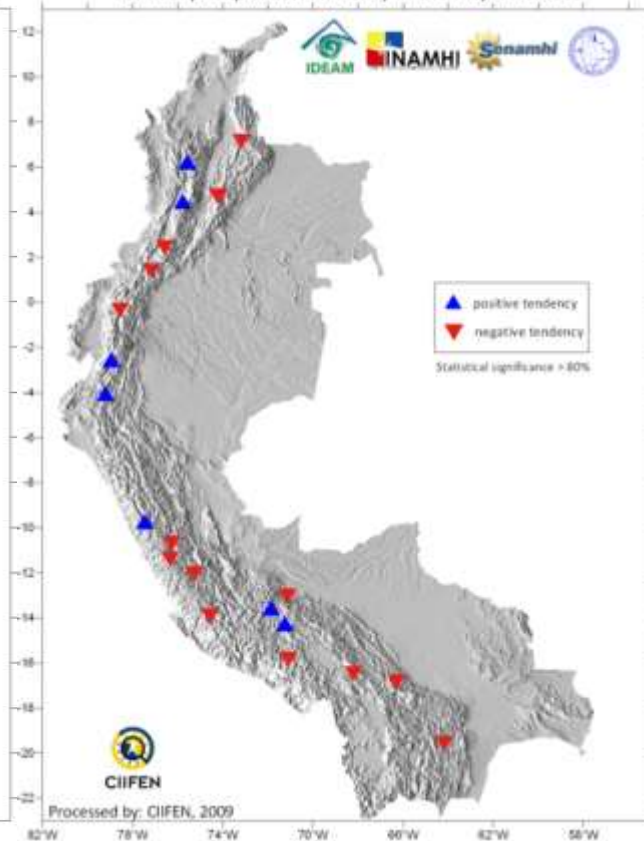 IDEAM
INAMHI
Senamhi
12
10
8
6
4
2
0
-2
-4
-6
-8
-10
-12
-14
-16
-18
-20
-22
positive tendency
negative tendency
Statistical significance > 80%
CIIFEN
Processed by: CIIFEN, 2009
82°W 78°W 74°W 70°W 66°W 62°W 58°W